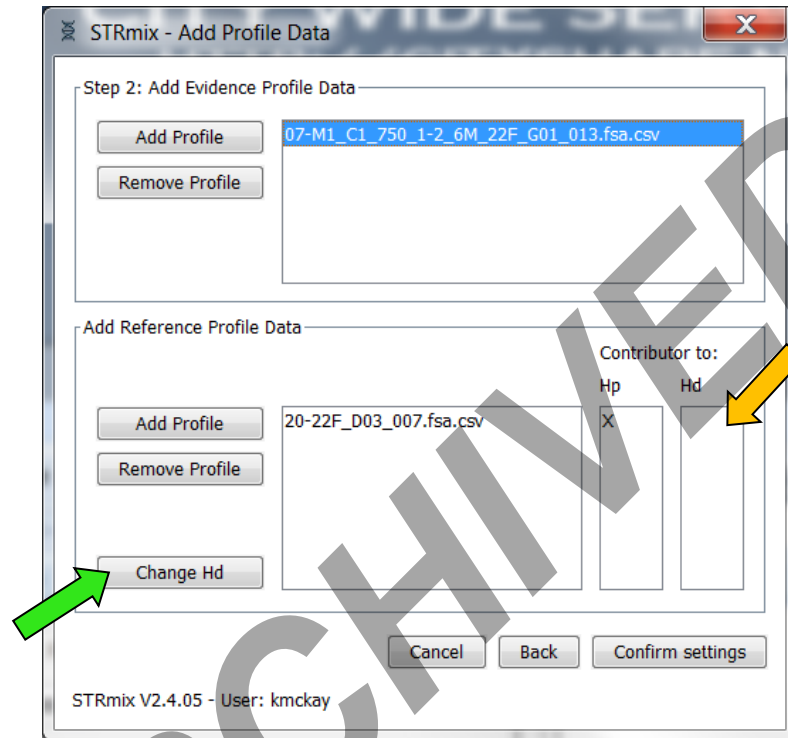 STRmix - Add Profile Data
X
Step 2: Add Evidence Profile Data
Add Profile
07-M1_C1_750_1-2_6M_22F_G01_013.fsa.csv
Remove Profile
Add Reference Profile Data
Contributor to:
Hp Hd
Add Profile
20-22F_D03_007.fsa.csv
X
Remove Profile
Change Hd
Cancel
Back
Confirm settings
STRmix V2.4.05 - User: kmckay